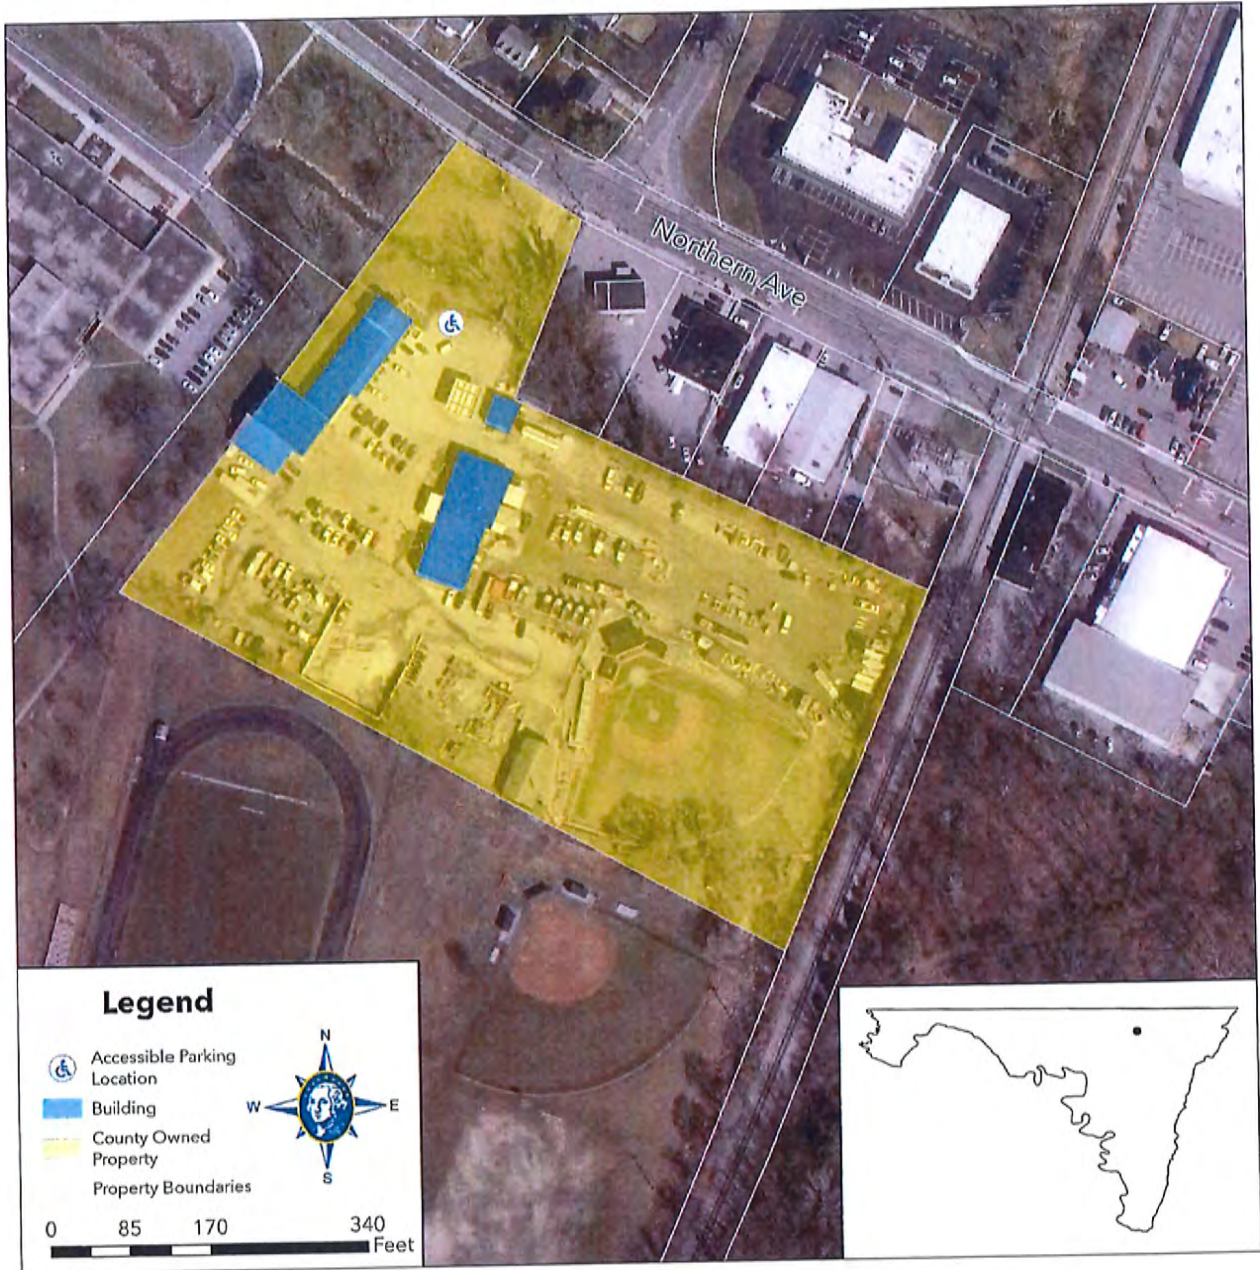 Northern Ave
Legend
Accessible Parking
Location
Building
County Owned
Property
Property Boundaries
N
W
E
S
0 85 170 340
Feet